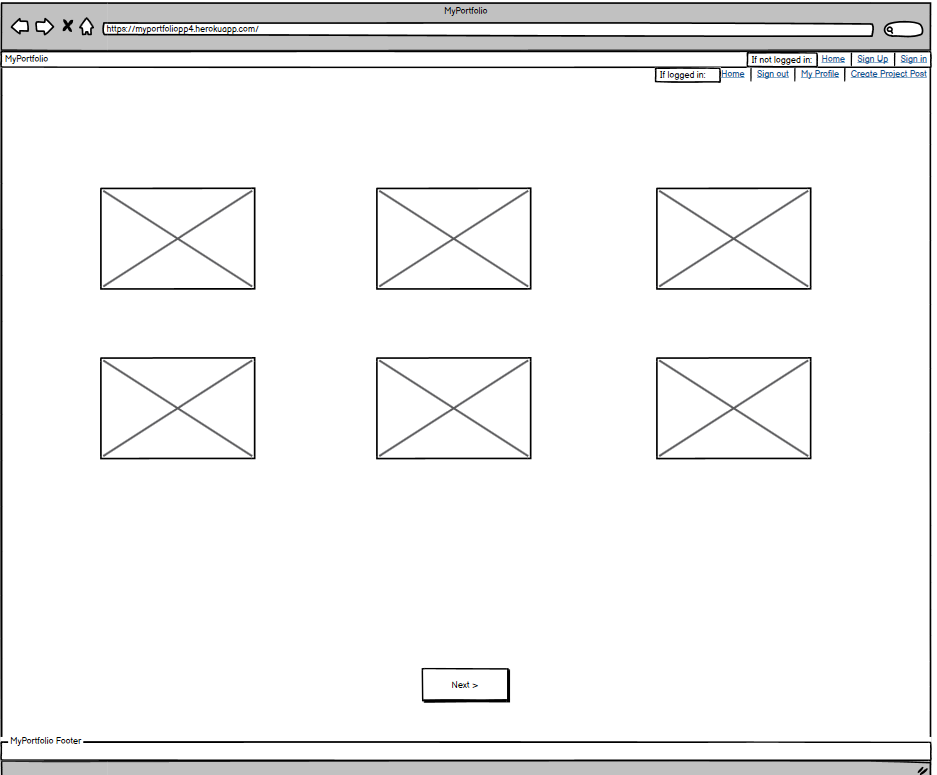 MyPortfolio
https://myportfoliopp4.herokuapp.com/
MyPortfolio If not logged in: Home Sign Up Sign in
If logged in: Home Sign out My Profile Create Project Post
Next >
MyPortfolio Footer